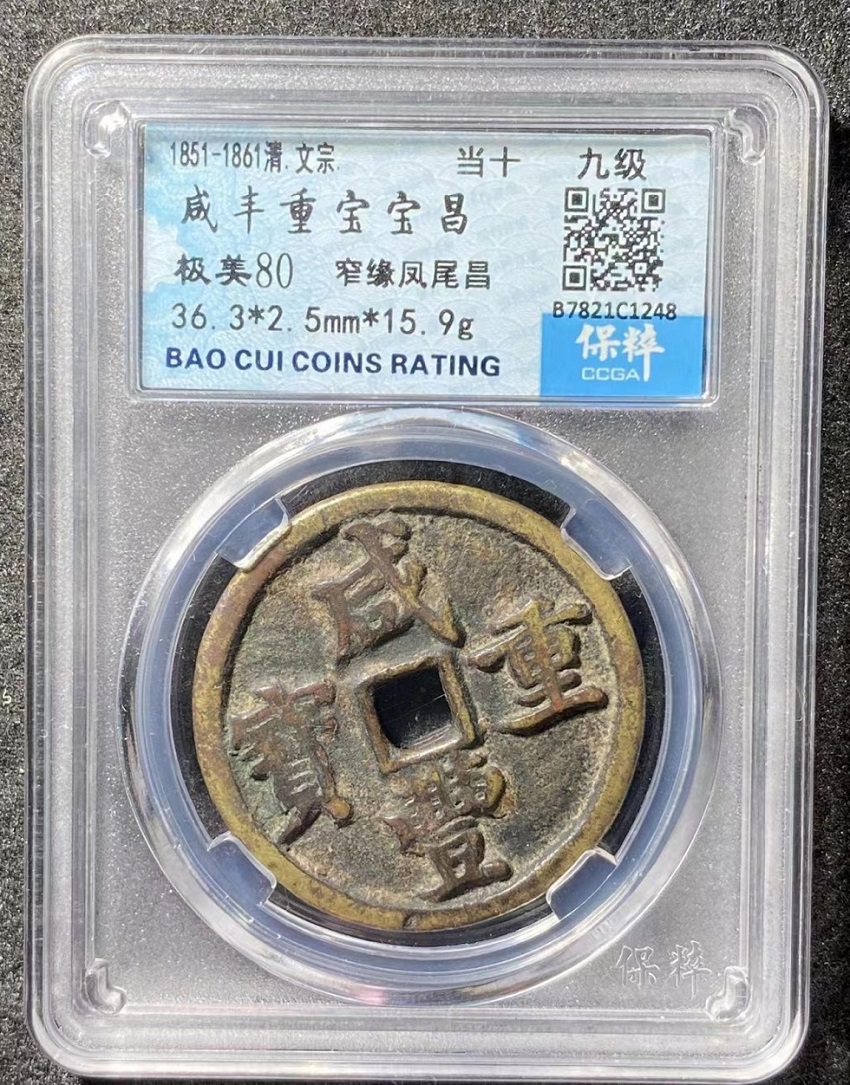 1851-1861清.文宗. 当十 九级
咸丰重宝宝昌
极美80 窄缘凤尾昌
B7821C1248
36.3*2.5mm*15.9g
保粹
CCGA
BAO CUI COINS RATING
咸
重
寶
豐
保粹